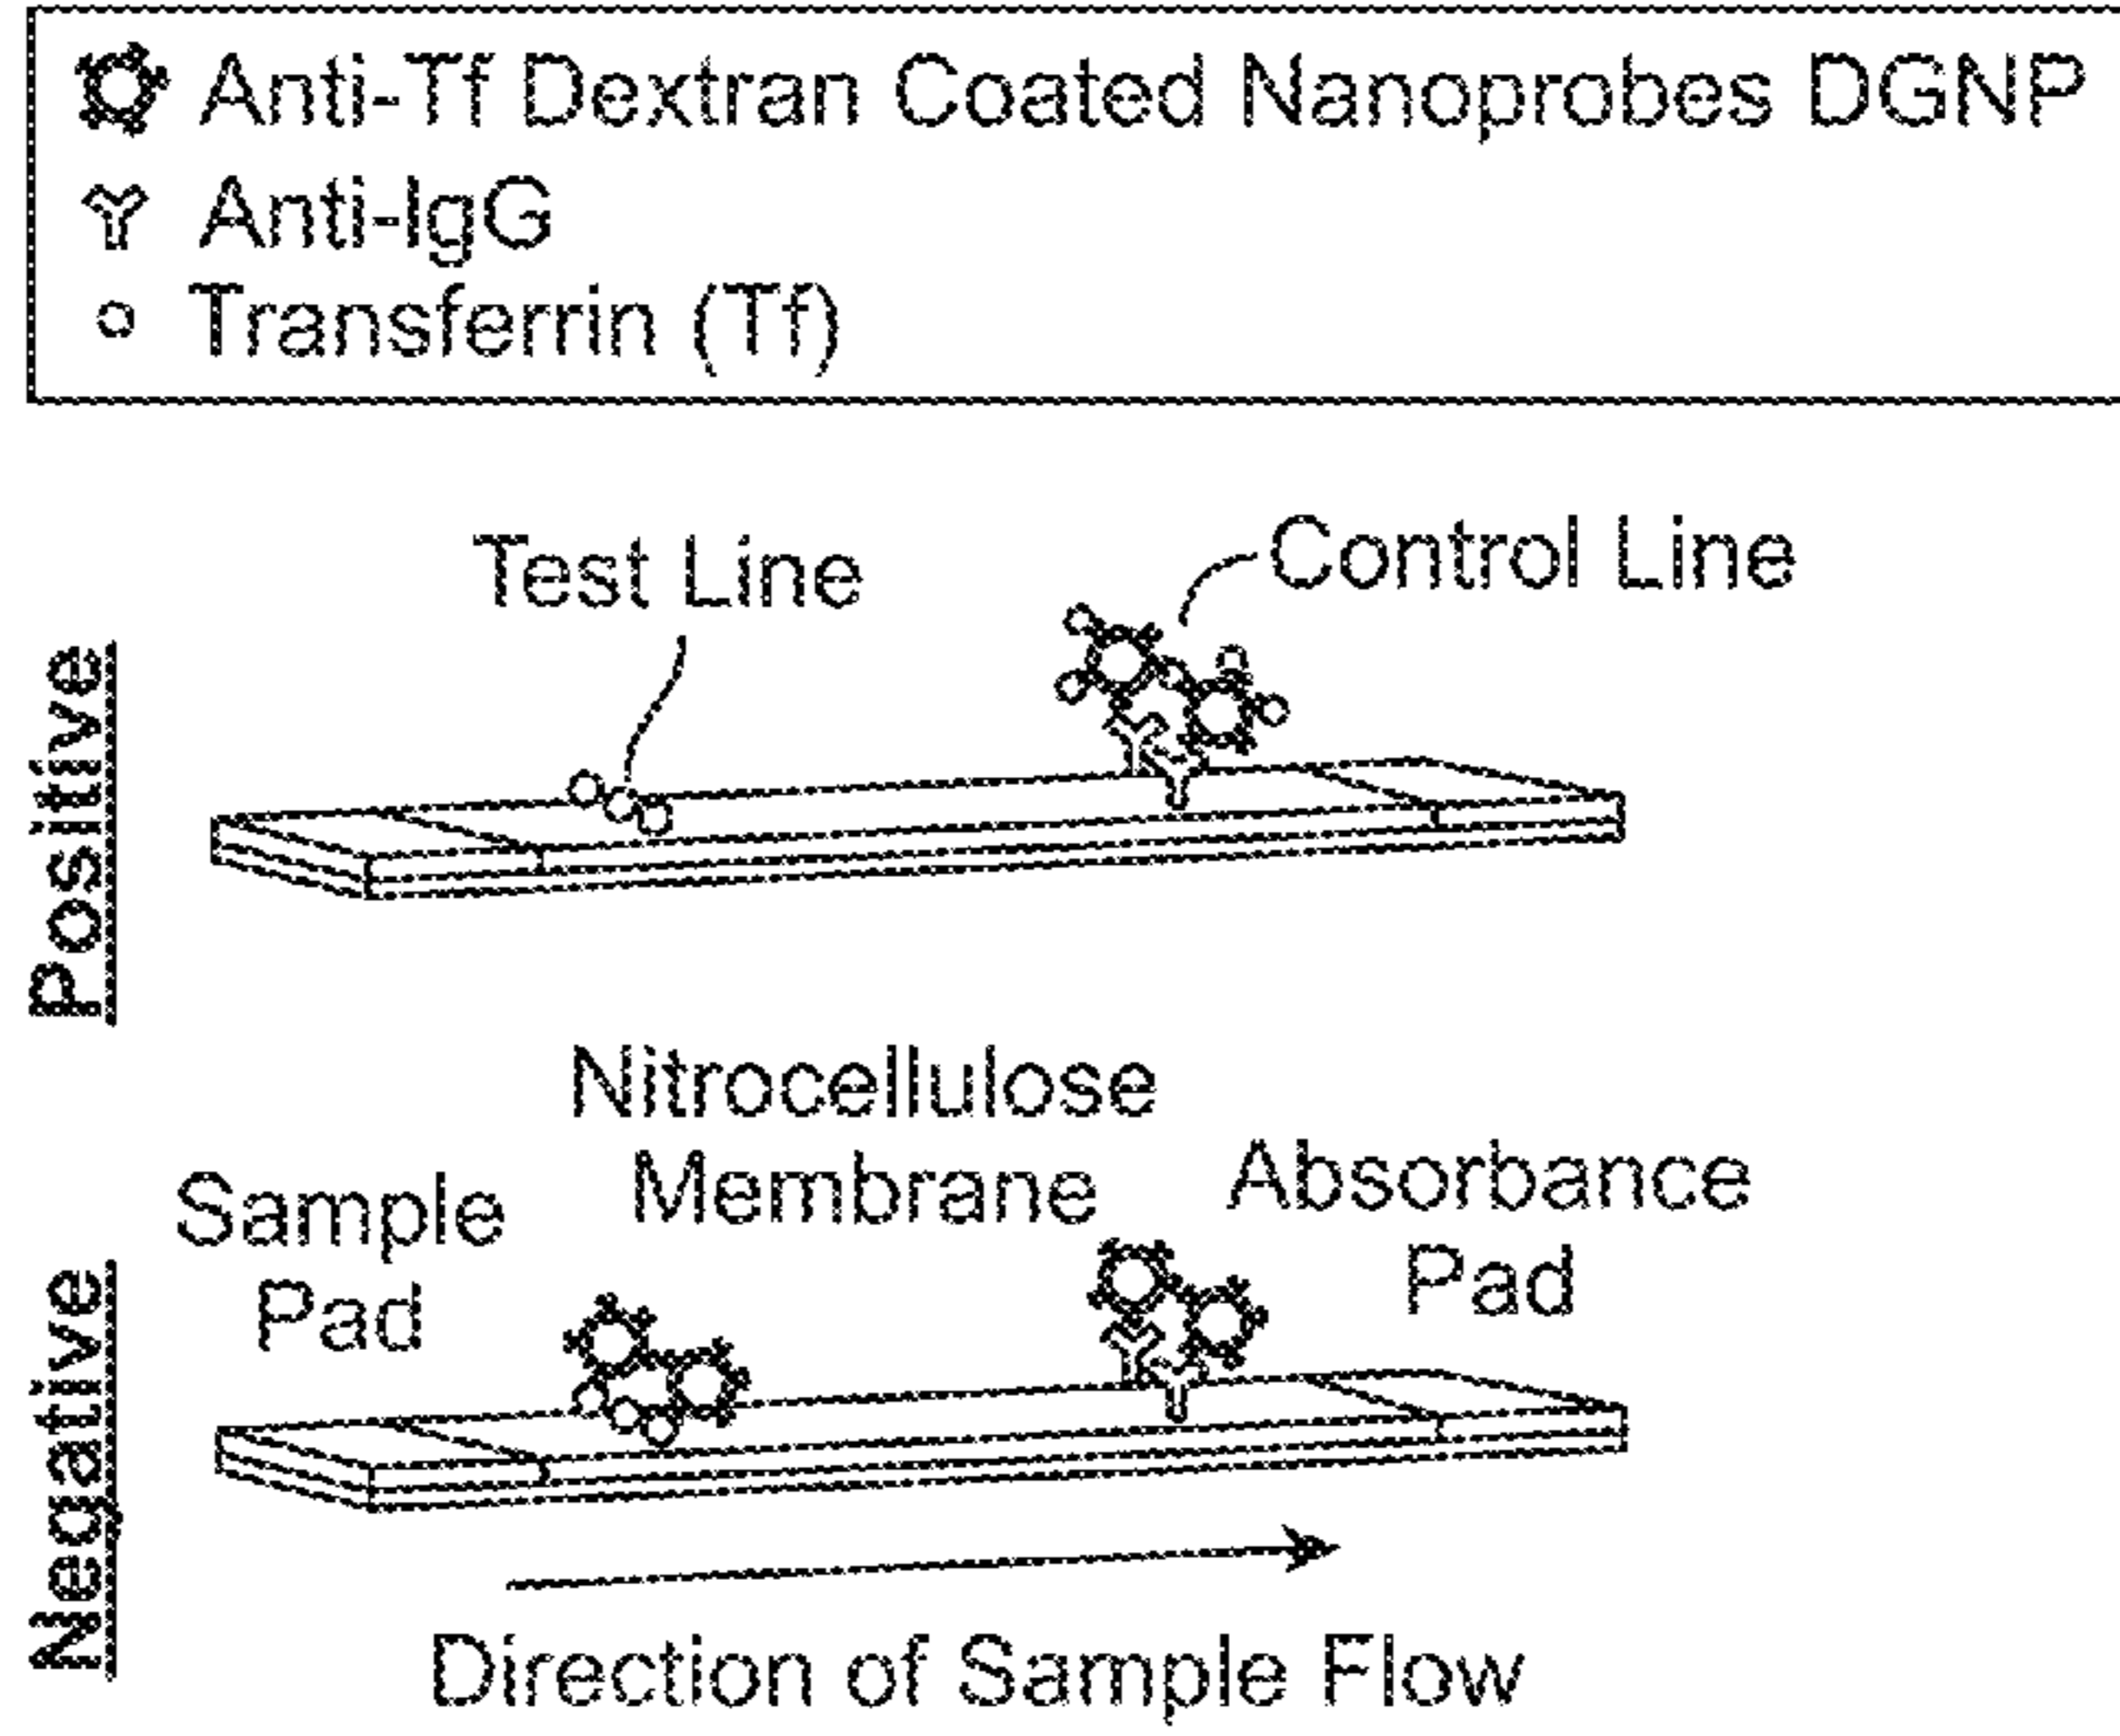 Anti-Tf Dextran Coated Nanoprobes DGNP
Anti-IgG
Transferrin (Tf)
Positive
Test Line
Control Line
Negative
Sample
Pad
Nitrocellulose
Membrane
Absorbance
Pad
Direction of Sample Flow